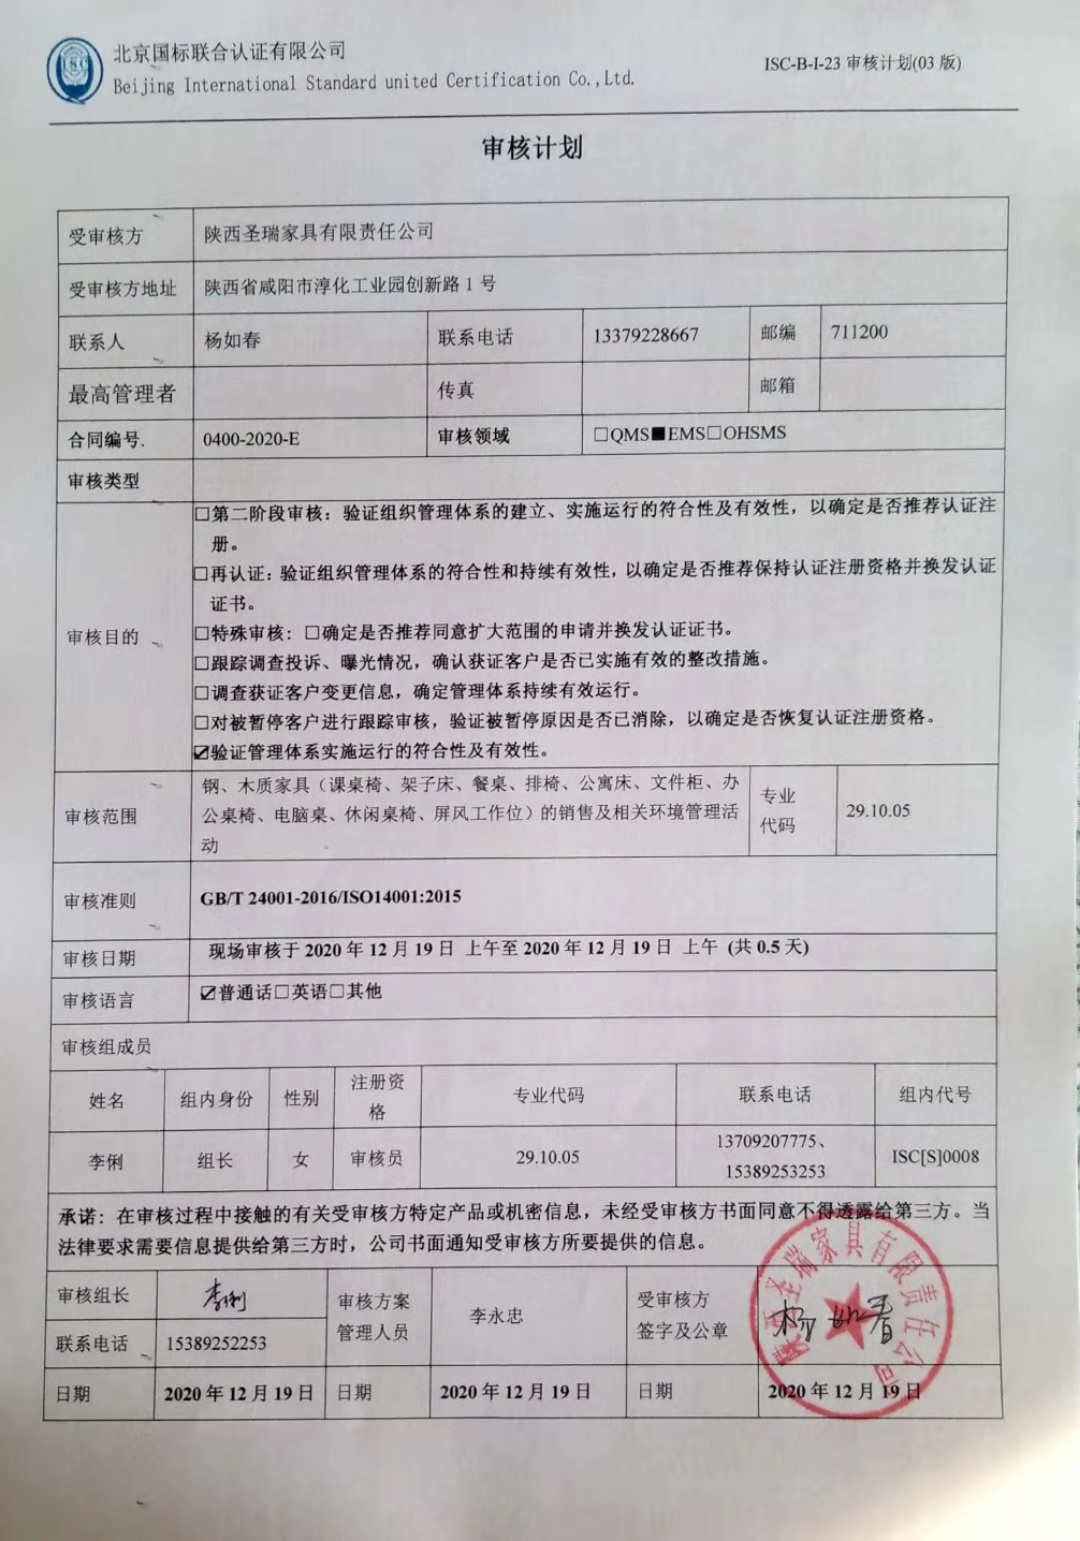 ISC
北京国标联合认证有限公司
Beijing International Standard united Certification Co.,Ltd.
ISC-B-I-23 审核计划(03 版)
审核计划
受审核方 陕西圣瑞家具有限责任公司
受审核方地址 陕西省咸阳市淳化工业园创新路 1 号
联系人 杨如春 联系电话 13379228667 邮编 711200
最高管理者 传真 邮箱
合同编号. 0400-2020-E 审核领域 □QMS■EMS□OHSMS
审核类型
审核目的
□第二阶段审核：验证组织管理体系的建立、实施运行的符合性及有效性，以确定是否推荐认证注
册。
□再认证：验证组织管理体系的符合性和持续有效性，以确定是否推荐保持认证注册资格并换发认证
证书。
□特殊审核：□确定是否推荐同意扩大范围的申请并换发认证证书。
□跟踪调查投诉、曝光情况，确认获证客户是否已实施有效的整改措施。
□调查获证客户变更信息，确定管理体系持续有效运行。
□对被暂停客户进行跟踪审核，验证被暂停原因是否已消除，以确定是否恢复认证注册资格。
☑验证管理体系实施运行的符合性及有效性。
审核范围
钢、木质家具（课桌椅、架子床、餐桌、排椅、公寓床、文件柜、办
公桌椅、电脑桌、休闲桌椅、屏风工作位）的销售及相关环境管理活
动
专业
代码
29.10.05
审核准则 GB/T 24001-2016/ISO14001:2015
审核日期 现场审核于 2020 年 12 月 19 日 上午至 2020 年 12 月 19 日 上午 (共 0.5 天)
审核语言 ☑普通话□英语□其他
审核组成员
姓名 组内身份 性别 注册资
格 专业代码 联系电话 组内代号
李俐 组长 女 审核员 29.10.05 13709207775、
15389253253 ISC[S]0008
承诺：在审核过程中接触的有关受审核方特定产品或机密信息，未经受审核方书面同意不得透露给第三方。当
法律要求需要信息提供给第三方时，公司书面通知受审核方所要提供的信息。
审核组长 李俐
联系电话 15389252253
审核方案
管理人员
李永忠
受审核方
签字及公章
杨如春
陕西圣瑞家具有限责任公司
日期 2020 年 12 月 19 日 日期 2020 年 12 月 19 日 日期 2020 年 12 月 19 日